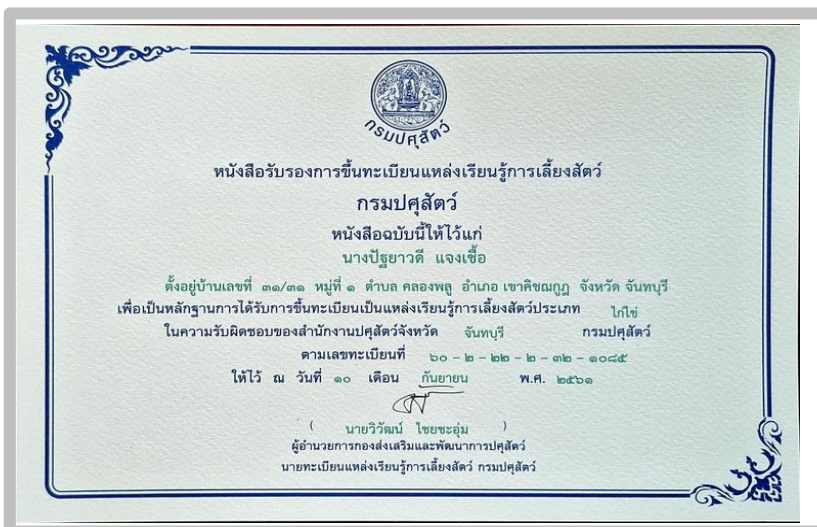 กรมปศุสัตว์
หนังสือรับรองการขึ้นทะเบียนแหล่งเรียนรู้การเลี้ยงสัตว์
กรมปศุสัตว์
หนังสือฉบับนี้ให้ไว้แก่
นางปัฐยาวดี แจงเชื้อ
ตั้งอยู่บ้านเลขที่ ๓๑/๓๑ หมู่ที่ ๑ ตำบล คลองพลู อำเภอ เขาคิชฌกูฏ จังหวัด จันทบุรี
เพื่อเป็นหลักฐานการได้รับการขึ้นทะเบียนเป็นแหล่งเรียนรู้การเลี้ยงสัตว์ประเภท ไก่ไข่
ในความรับผิดชอบของสำนักงานปศุสัตว์จังหวัด จันทบุรี กรมปศุสัตว์
ตามเลขทะเบียนที่ ๖๐ - ๒ - ๒๒ - ๒ - ๓๒ - ๑๐๘๕
ให้ไว้ ณ วันที่ ๑๐ เดือน กันยายน พ.ศ. ๒๕๖๑
( นายวิวัฒน์ ไชยชะอุ่ม )
ผู้อำนวยการกองส่งเสริมและพัฒนาการปศุสัตว์
นายทะเบียนแหล่งเรียนรู้การเลี้ยงสัตว์ กรมปศุสัตว์